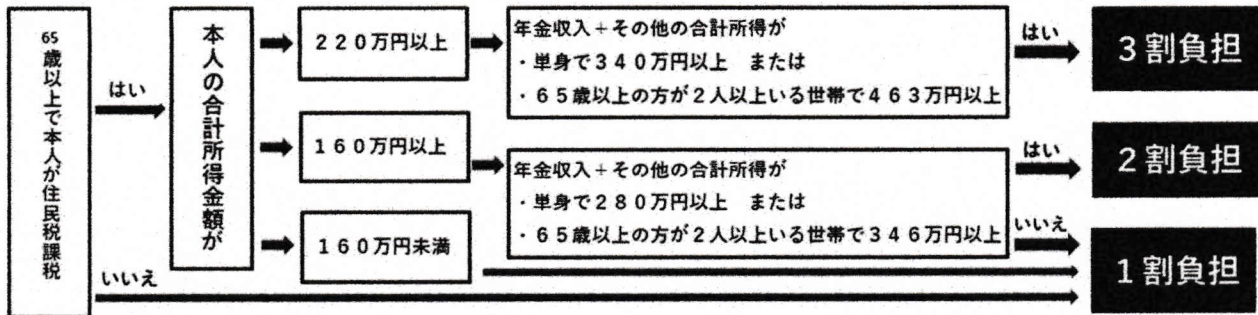 65歳以上で本人が住民税課税
はい
いいえ
本人の合計所得金額が
２２０万円以上
１６０万円以上
１６０万円未満
年金収入＋その他の合計所得が
・単身で３４０万円以上　または
・６５歳以上の方が２人以上いる世帯で４６３万円以上
はい
３割負担
年金収入＋その他の合計所得が
・単身で２８０万円以上　または
・６５歳以上の方が２人以上いる世帯で３４６万円以上
はい
２割負担
いいえ
１割負担